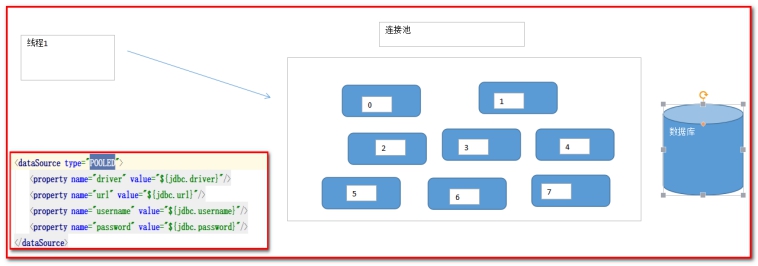 连接池
线程1
0
1
2
3
4
5
6
7
数据库
<dataSource type="POOLED">
<property name="driver" value="${jdbc.driver}"/>
<property name="url" value="${jdbc.url}"/>
<property name="username" value="${jdbc.username}"/>
<property name="password" value="${jdbc.password}"/>
</dataSource>